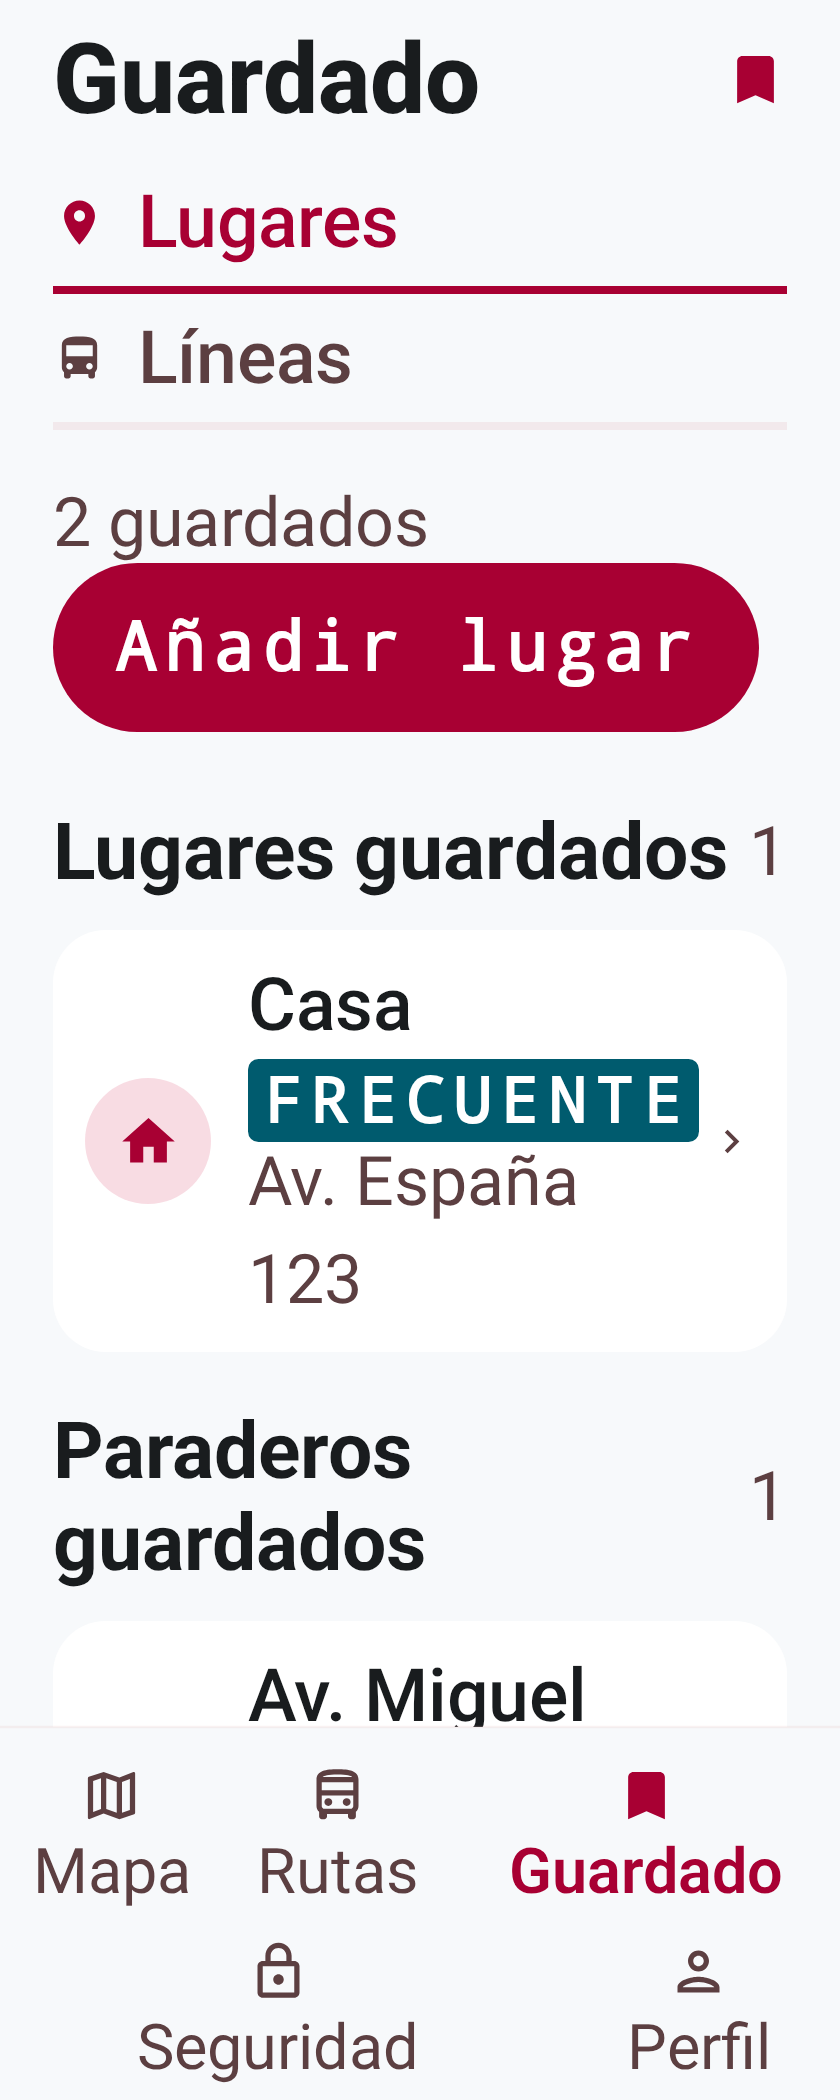 Guardado
Lugares
Líneas
2 guardados
Añadir lugar
Lugares guardados 1
Casa
FRECUENTE
Av. España
123
Paraderos
guardados
1
Av. Miguel
Mapa Rutas Guardado
Seguridad Perfil